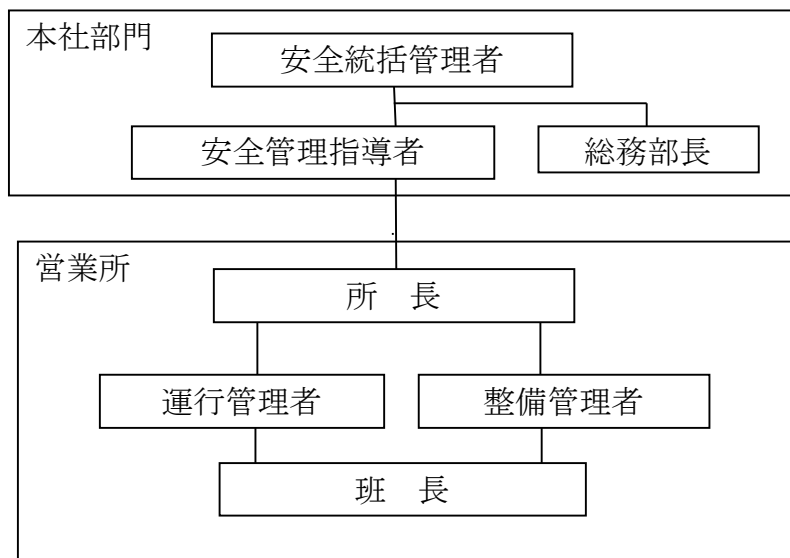 本社部門
安全統括管理者
安全管理指導者
総務部長
営業所
所　長
運行管理者
整備管理者
班　長